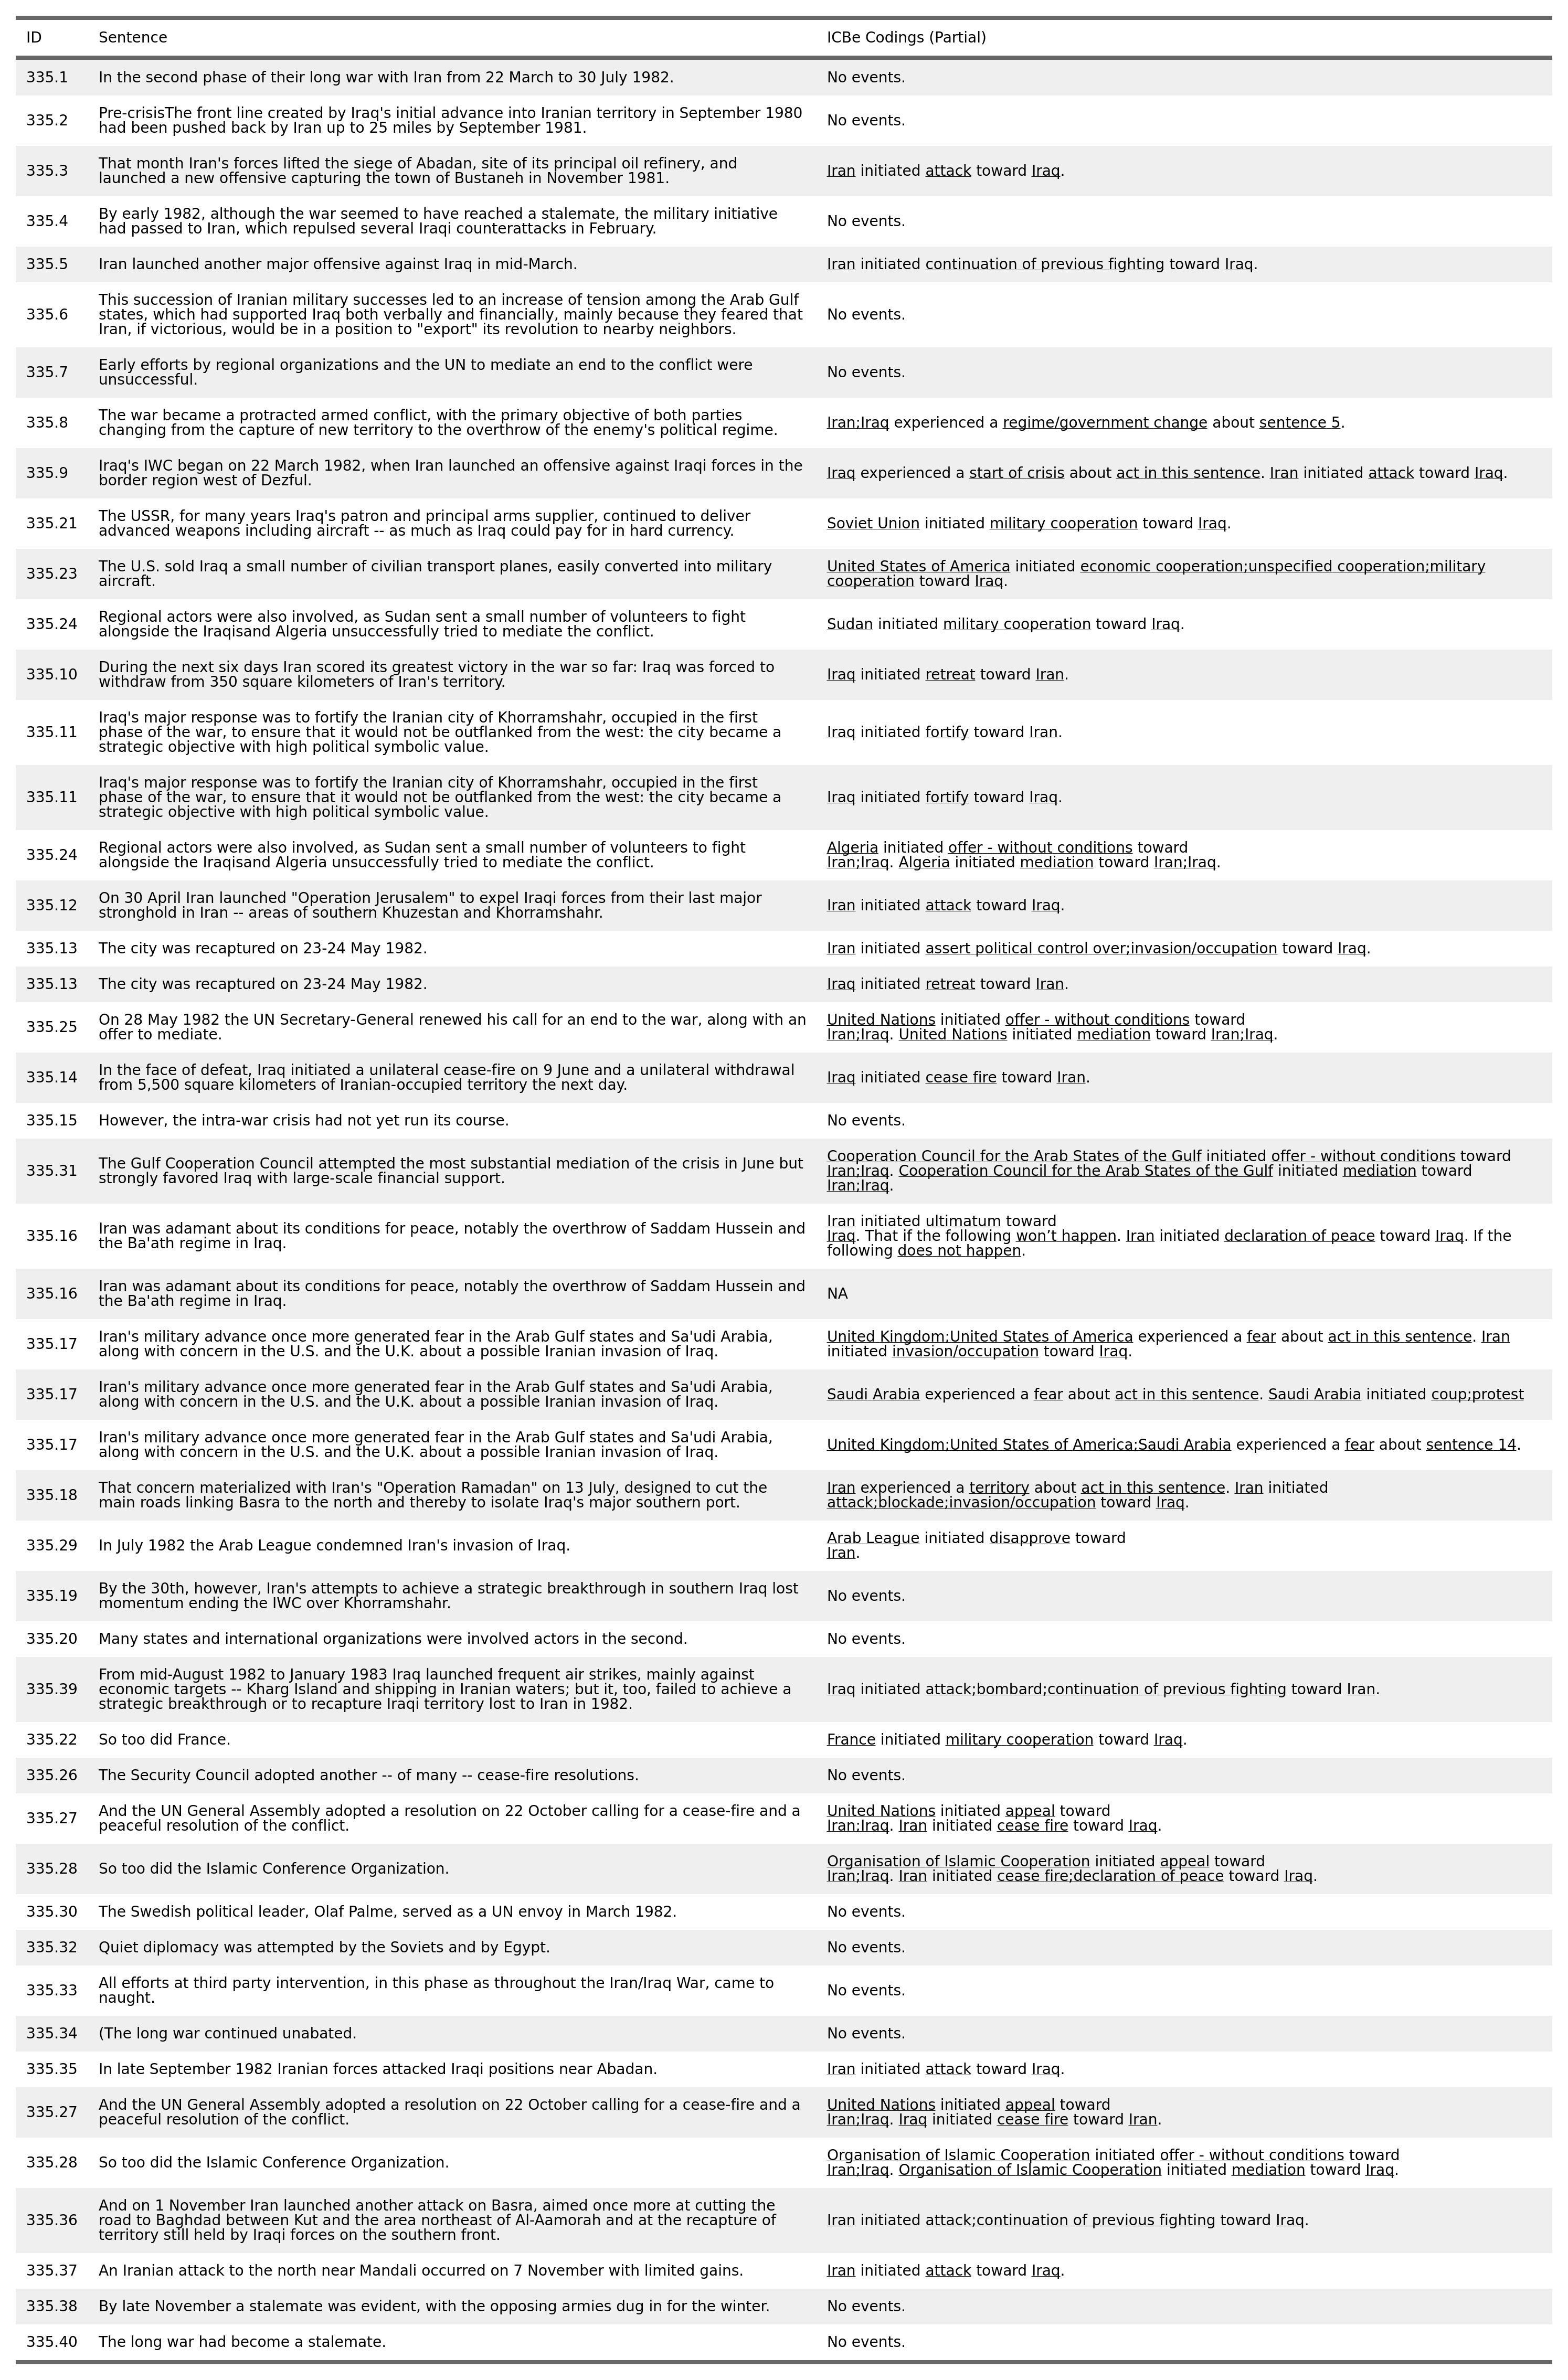 ID Sentence ICBe Codings (Partial)
335.1 In the second phase of their long war with Iran from 22 March to 30 July 1982. No events.
335.2 Pre-crisisThe front line created by Iraq's initial advance into Iranian territory in September 1980
had been pushed back by Iran up to 25 miles by September 1981. No events.
335.3 That month Iran's forces lifted the siege of Abadan, site of its principal oil refinery, and
launched a new offensive capturing the town of Bustaneh in November 1981. Iran initiated attack toward Iraq.
335.4 By early 1982, although the war seemed to have reached a stalemate, the military initiative
had passed to Iran, which repulsed several Iraqi counterattacks in February. No events.
335.5 Iran launched another major offensive against Iraq in mid-March. Iran initiated continuation of previous fighting toward Iraq.
335.6 This succession of Iranian military successes led to an increase of tension among the Arab Gulf
states, which had supported Iraq both verbally and financially, mainly because they feared that
Iran, if victorious, would be in a position to "export" its revolution to nearby neighbors. No events.
335.7 Early efforts by regional organizations and the UN to mediate an end to the conflict were
unsuccessful. No events.
335.8 The war became a protracted armed conflict, with the primary objective of both parties
changing from the capture of new territory to the overthrow of the enemy's political regime. Iran;Iraq experienced a regime/government change about sentence 5.
335.9 Iraq's IWC began on 22 March 1982, when Iran launched an offensive against Iraqi forces in the
border region west of Dezful. Iraq experienced a start of crisis about act in this sentence. Iran initiated attack toward Iraq.
335.21 The USSR, for many years Iraq's patron and principal arms supplier, continued to deliver
advanced weapons including aircraft -- as much as Iraq could pay for in hard currency. Soviet Union initiated military cooperation toward Iraq.
335.23 The U.S. sold Iraq a small number of civilian transport planes, easily converted into military
aircraft. United States of America initiated economic cooperation;unspecified cooperation;military
cooperation toward Iraq.
335.24 Regional actors were also involved, as Sudan sent a small number of volunteers to fight
alongside the Iraqisand Algeria unsuccessfully tried to mediate the conflict. Sudan initiated military cooperation toward Iraq.
335.10 During the next six days Iran scored its greatest victory in the war so far: Iraq was forced to
withdraw from 350 square kilometers of Iran's territory. Iraq initiated retreat toward Iran.
335.11 Iraq's major response was to fortify the Iranian city of Khorramshahr, occupied in the first
phase of the war, to ensure that it would not be outflanked from the west: the city became a
strategic objective with high political symbolic value. Iraq initiated fortify toward Iran.
335.11 Iraq's major response was to fortify the Iranian city of Khorramshahr, occupied in the first
phase of the war, to ensure that it would not be outflanked from the west: the city became a
strategic objective with high political symbolic value. Iraq initiated fortify toward Iraq.
335.24 Regional actors were also involved, as Sudan sent a small number of volunteers to fight
alongside the Iraqisand Algeria unsuccessfully tried to mediate the conflict. Algeria initiated offer - without conditions toward
Iran;Iraq. Algeria initiated mediation toward Iran;Iraq.
335.12 On 30 April Iran launched "Operation Jerusalem" to expel Iraqi forces from their last major
stronghold in Iran -- areas of southern Khuzestan and Khorramshahr. Iran initiated attack toward Iraq.
335.13 The city was recaptured on 23-24 May 1982. Iran initiated assert political control over;invasion/occupation toward Iraq.
335.13 The city was recaptured on 23-24 May 1982. Iraq initiated retreat toward Iran.
335.25 On 28 May 1982 the UN Secretary-General renewed his call for an end to the war, along with an
offer to mediate. United Nations initiated offer - without conditions toward
Iran;Iraq. United Nations initiated mediation toward Iran;Iraq.
335.14 In the face of defeat, Iraq initiated a unilateral cease-fire on 9 June and a unilateral withdrawal
from 5,500 square kilometers of Iranian-occupied territory the next day. Iraq initiated cease fire toward Iran.
335.15 However, the intra-war crisis had not yet run its course. No events.
335.31 The Gulf Cooperation Council attempted the most substantial mediation of the crisis in June but
strongly favored Iraq with large-scale financial support. Cooperation Council for the Arab States of the Gulf initiated offer - without conditions toward
Iran;Iraq. Cooperation Council for the Arab States of the Gulf initiated mediation toward
Iran;Iraq.
335.16 Iran was adamant about its conditions for peace, notably the overthrow of Saddam Hussein and
the Ba'ath regime in Iraq. Iran initiated ultimatum toward
Iraq. That if the following won't happen. Iran initiated declaration of peace toward Iraq. If the
following does not happen.
335.16 Iran was adamant about its conditions for peace, notably the overthrow of Saddam Hussein and
the Ba'ath regime in Iraq. NA
335.17 Iran's military advance once more generated fear in the Arab Gulf states and Sa'udi Arabia,
along with concern in the U.S. and the U.K. about a possible Iranian invasion of Iraq. United Kingdom;United States of America experienced a fear about act in this sentence. Iran
initiated invasion/occupation toward Iraq.
335.17 Iran's military advance once more generated fear in the Arab Gulf states and Sa'udi Arabia,
along with concern in the U.S. and the U.K. about a possible Iranian invasion of Iraq. Saudi Arabia experienced a fear about act in this sentence. Saudi Arabia initiated coup;protest
335.17 Iran's military advance once more generated fear in the Arab Gulf states and Sa'udi Arabia,
along with concern in the U.S. and the U.K. about a possible Iranian invasion of Iraq. United Kingdom;United States of America;Saudi Arabia experienced a fear about sentence 14.
335.18 That concern materialized with Iran's "Operation Ramadan" on 13 July, designed to cut the
main roads linking Basra to the north and thereby to isolate Iraq's major southern port. Iran experienced a territory about act in this sentence. Iran initiated
attack;blockade;invasion/occupation toward Iraq.
335.29 In July 1982 the Arab League condemned Iran's invasion of Iraq. Arab League initiated disapprove toward
Iran.
335.19 By the 30th, however, Iran's attempts to achieve a strategic breakthrough in southern Iraq lost
momentum ending the IWC over Khorramshahr. No events.
335.20 Many states and international organizations were involved actors in the second. No events.
335.39 From mid-August 1982 to January 1983 Iraq launched frequent air strikes, mainly against
economic targets -- Kharg Island and shipping in Iranian waters; but it, too, failed to achieve a
strategic breakthrough or to recapture Iraqi territory lost to Iran in 1982. Iraq initiated attack;bombard;continuation of previous fighting toward Iran.
335.22 So too did France. France initiated military cooperation toward Iraq.
335.26 The Security Council adopted another -- of many -- cease-fire resolutions. No events.
335.27 And the UN General Assembly adopted a resolution on 22 October calling for a cease-fire and a
peaceful resolution of the conflict. United Nations initiated appeal toward
Iran;Iraq. Iran initiated cease fire toward Iraq.
335.28 So too did the Islamic Conference Organization. Organisation of Islamic Cooperation initiated appeal toward
Iran;Iraq. Iran initiated cease fire;declaration of peace toward Iraq.
335.30 The Swedish political leader, Olaf Palme, served as a UN envoy in March 1982. No events.
335.32 Quiet diplomacy was attempted by the Soviets and by Egypt. No events.
335.33 All efforts at third party intervention, in this phase as throughout the Iran/Iraq War, came to
naught. No events.
335.34 (The long war continued unabated. No events.
335.35 In late September 1982 Iranian forces attacked Iraqi positions near Abadan. Iran initiated attack toward Iraq.
335.27 And the UN General Assembly adopted a resolution on 22 October calling for a cease-fire and a
peaceful resolution of the conflict. United Nations initiated appeal toward
Iran;Iraq. Iraq initiated cease fire toward Iran.
335.28 So too did the Islamic Conference Organization. Organisation of Islamic Cooperation initiated offer - without conditions toward
Iran;Iraq. Organisation of Islamic Cooperation initiated mediation toward Iraq.
335.36 And on 1 November Iran launched another attack on Basra, aimed once more at cutting the
road to Baghdad between Kut and the area northeast of Al-Aamorah and at the recapture of
territory still held by Iraqi forces on the southern front. Iran initiated attack;continuation of previous fighting toward Iraq.
335.37 An Iranian attack to the north near Mandali occurred on 7 November with limited gains. Iran initiated attack toward Iraq.
335.38 By late November a stalemate was evident, with the opposing armies dug in for the winter. No events.
335.40 The long war had become a stalemate. No events.